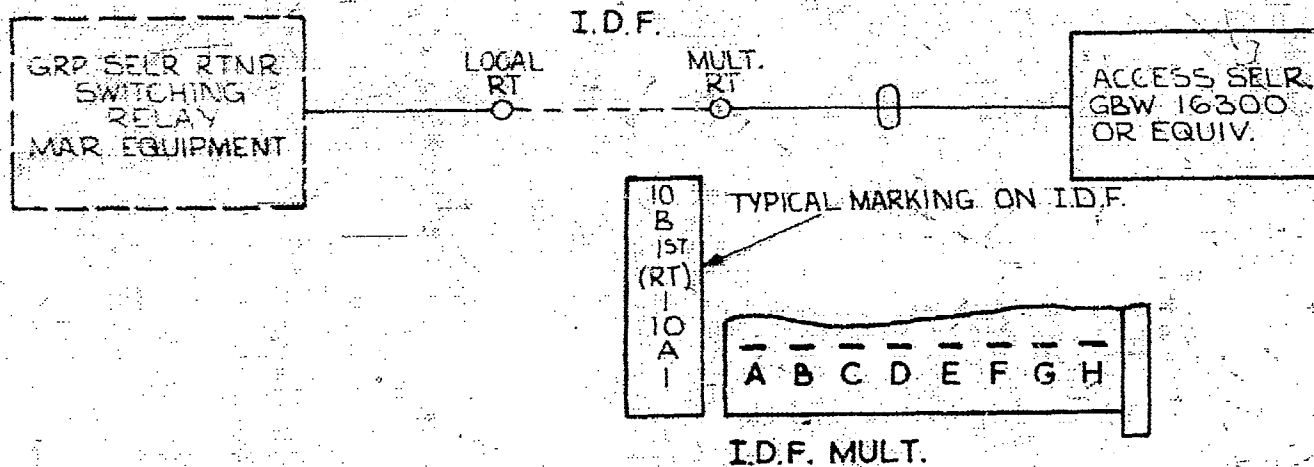 I.D.F.
GRP SELR RTNR
SWITCHING
RELAY
MAR EQUIPMENT
LOCAL
RT
MULT.
RT
ACCESS SELR.
GBW 16300
OR EQUIV.
10
B
1ST
(RT)
1
10
A
1
TYPICAL MARKING ON I.D.F.
A B C D E F G H
I.D.F. MULT.